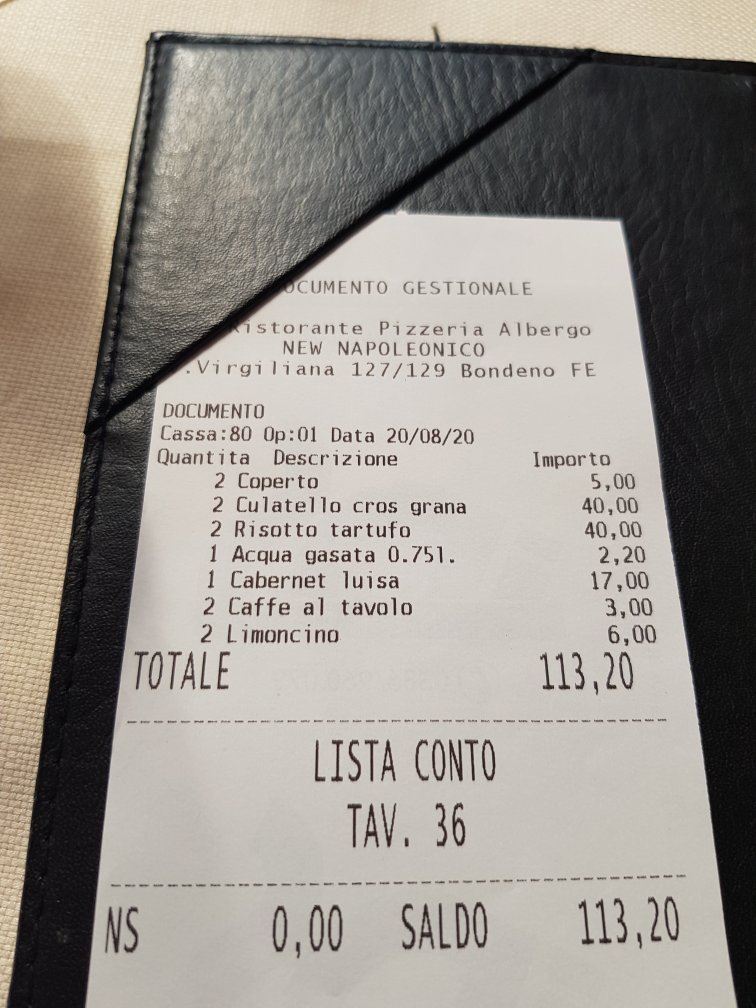 OCUMENTO GESTIONALE
istorante Pizzeria Albergo
NEW NAPOLEONICO
.Virgiliana 127/129 Bondeno FE
DOCUMENTO
Cassa:80 Op:01 Data 20/08/20
Quantita Descrizione Importo
2 Coperto 5,00
2 Culatello cros grana 40,00
2 Risotto tartufo 40,00
1 Acqua gasata 0.75l. 2,20
1 Cabernet luisa 17,00
2 Caffe al tavolo 3,00
2 Limoncino 6,00
TOTALE 113,20
LISTA CONTO
TAV. 36
NS 0,00 SALDO 113,20